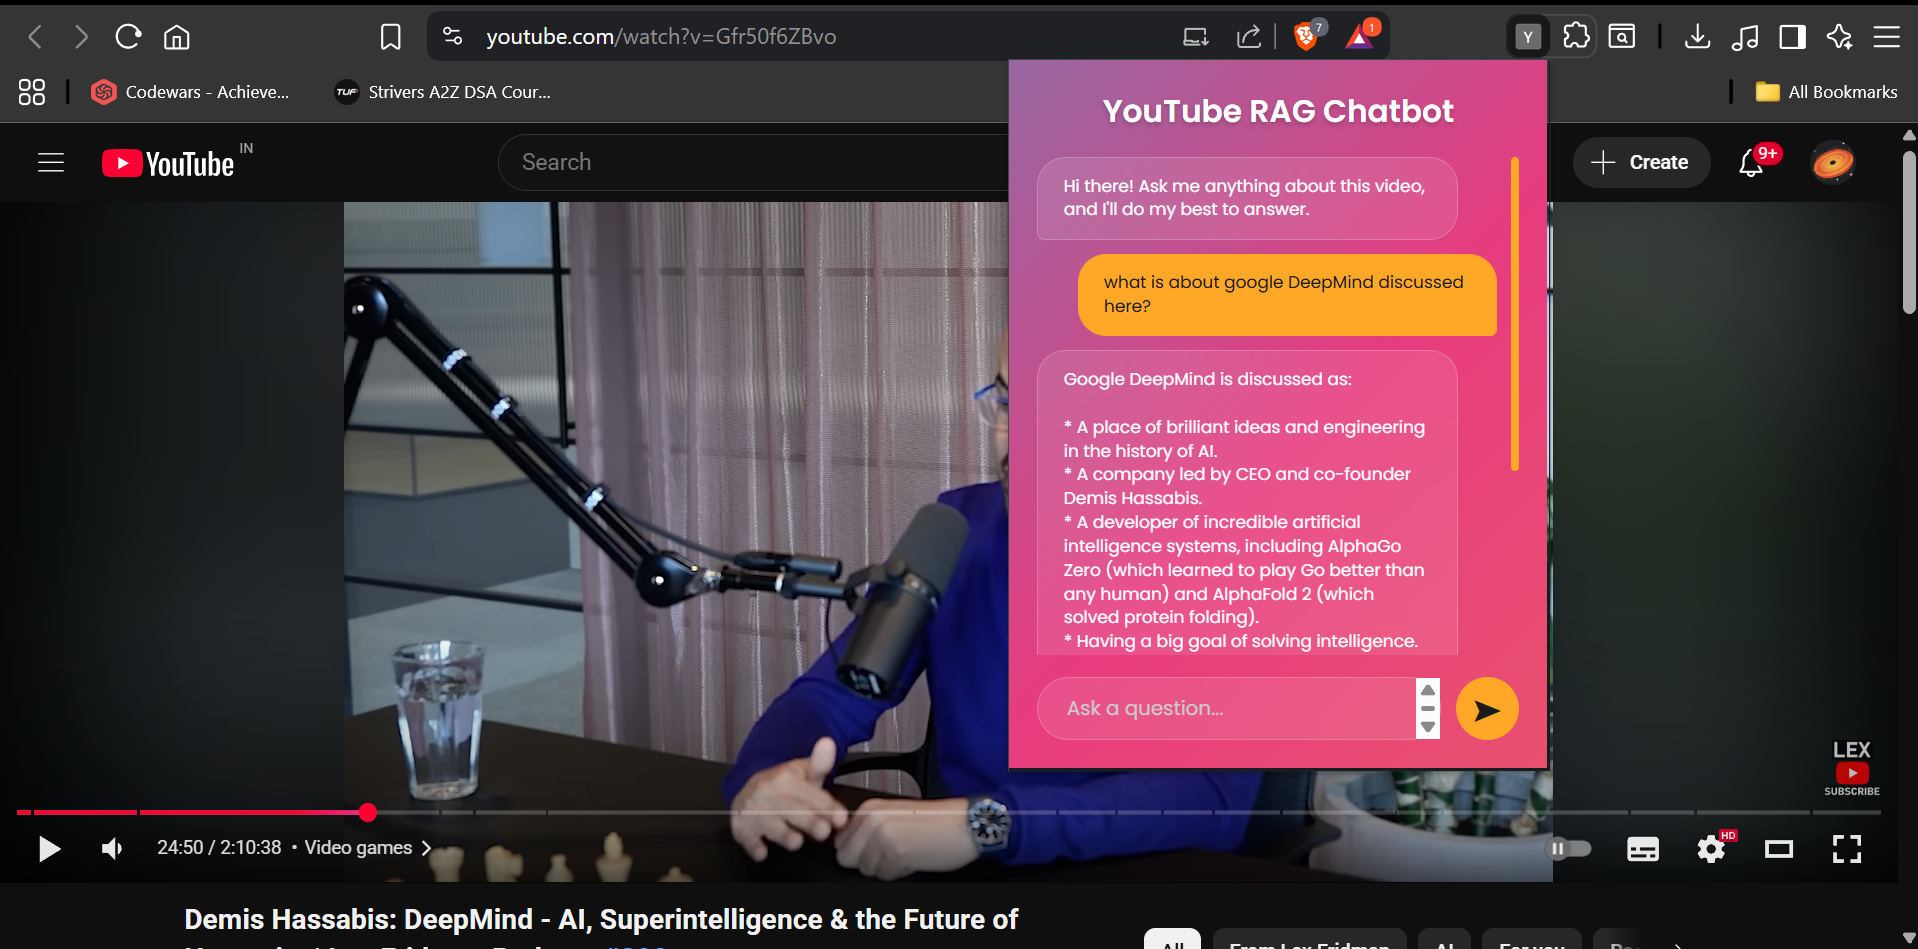 youtube.com/watch?v=Gfr50f6ZBvo
7
1
Y
Codewars - Achieve...
TUF
Strivers A2Z DSA Cour...
All Bookmarks
YouTube IN
Search
Create
9+
YouTube RAG Chatbot
Hi there! Ask me anything about this video,
and I'll do my best to answer.
what is about google DeepMind discussed
here?
Google DeepMind is discussed as:
* A place of brilliant ideas and engineering
in the history of AI.
* A company led by CEO and co-founder
Demis Hassabis.
* A developer of incredible artificial
intelligence systems, including AlphaGo
Zero (which learned to play Go better than
any human) and AlphaFold 2 (which
solved protein folding).
* Having a big goal of solving intelligence.
Ask a question...
LEX
SUBSCRIBE
24:50 / 2:10:38 • Video games
HD
Demis Hassabis: DeepMind - AI, Superintelligence & the Future of
All
From Lex Fridman
AI
For you